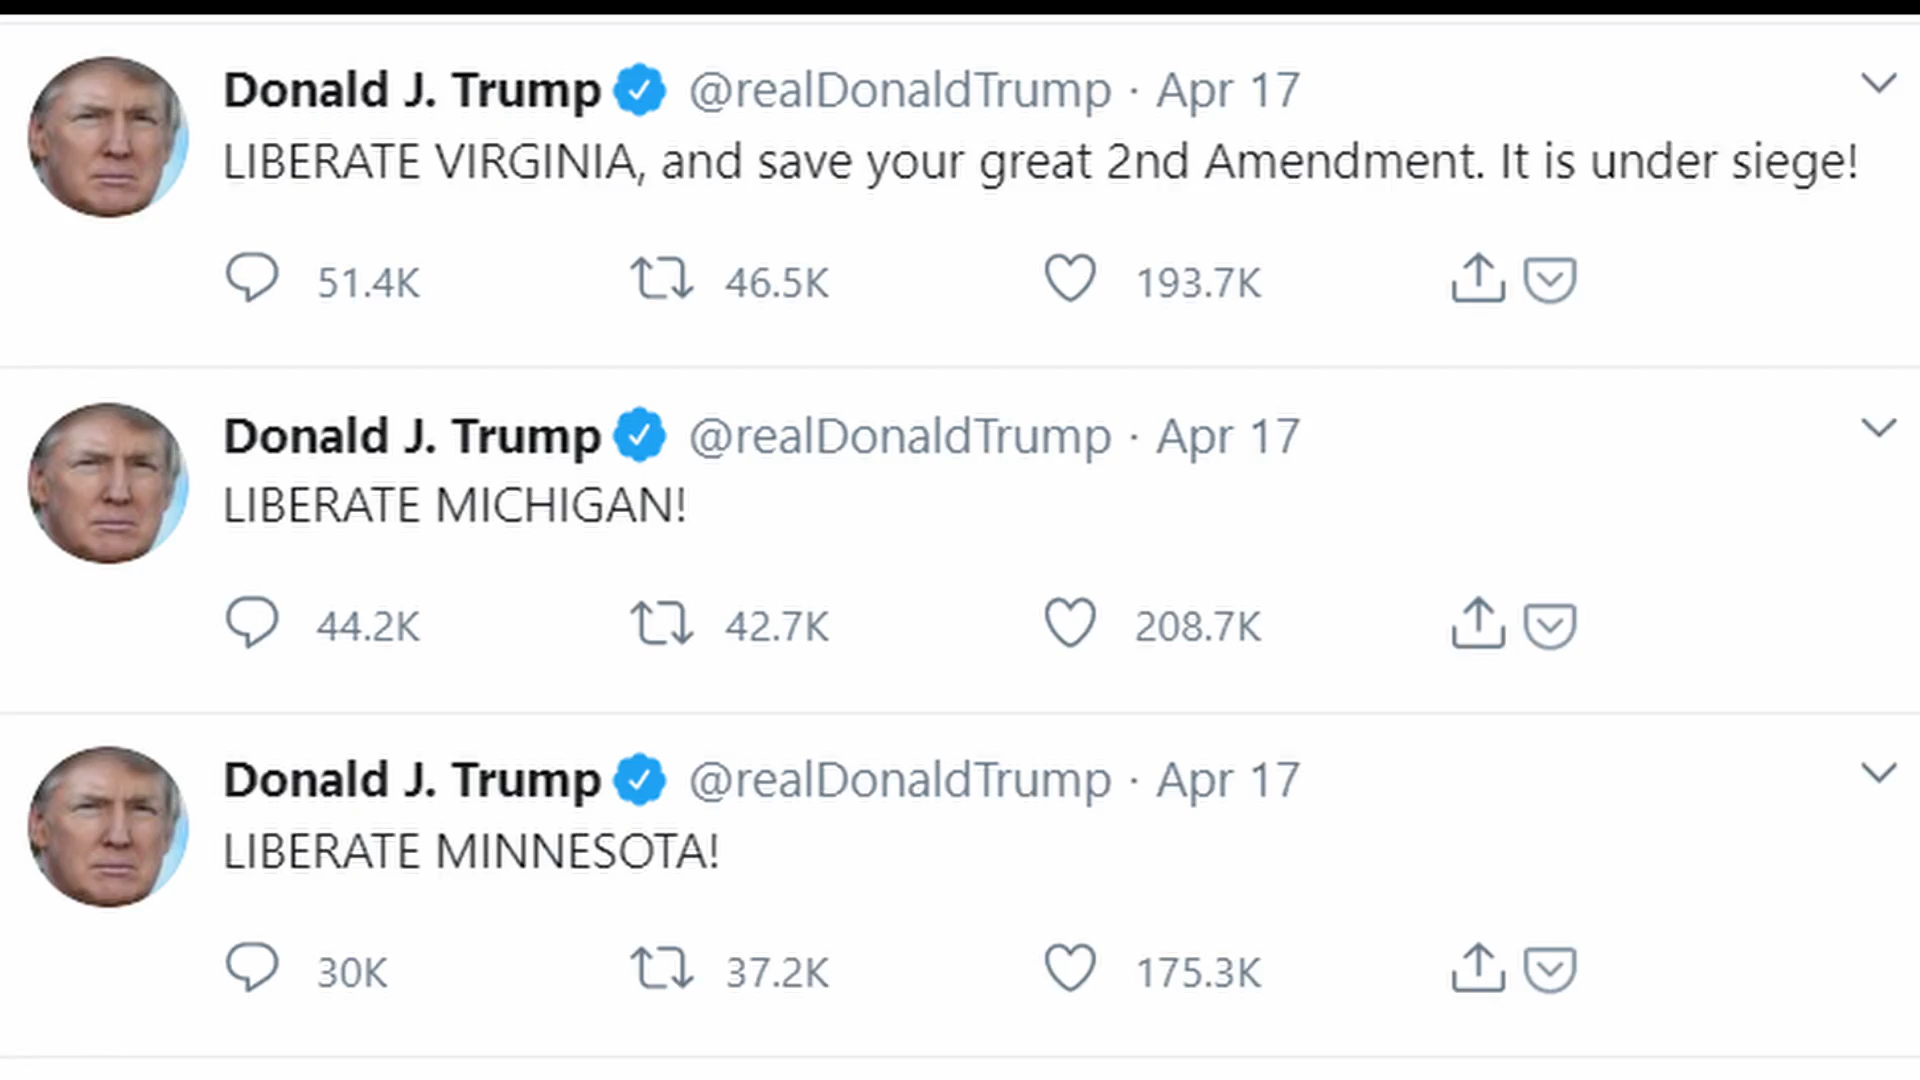 Donald J. Trump @realDonaldTrump · Apr 17
LIBERATE VIRGINIA, and save your great 2nd Amendment. It is under siege!
51.4K 46.5K 193.7K
Donald J. Trump @realDonaldTrump · Apr 17
LIBERATE MICHIGAN!
44.2K 42.7K 208.7K
Donald J. Trump @realDonaldTrump · Apr 17
LIBERATE MINNESOTA!
30K 37.2K 175.3K